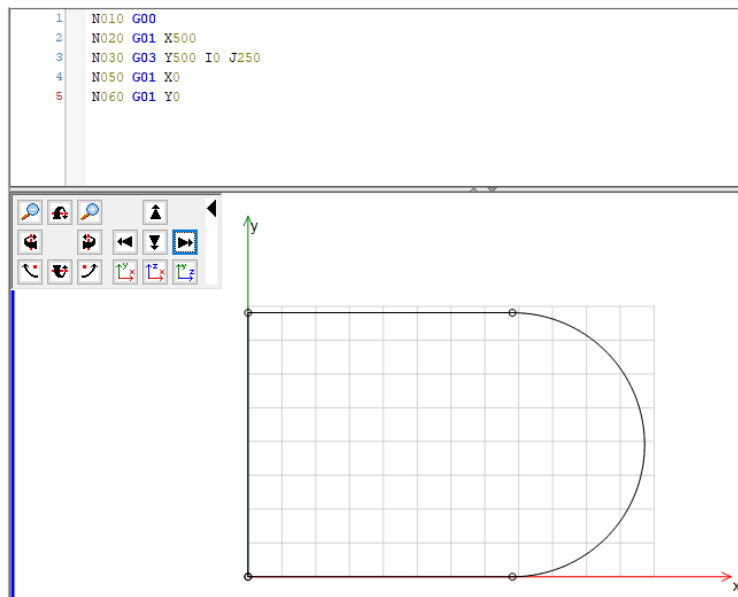 1 N010 G00
2 N020 G01 X500
3 N030 G03 Y500 I0 J250
4 N050 G01 X0
5 N060 G01 Y0
y x z x y z
y
x